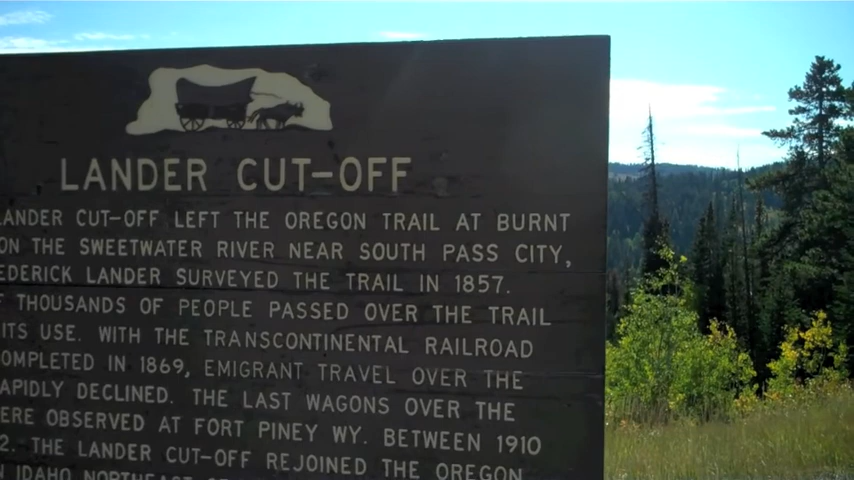 LANDER CUT-OFF
LANDER CUT-OFF LEFT THE OREGON TRAIL AT BURNT
ON THE SWEETWATER RIVER NEAR SOUTH PASS CITY,
EDERICK LANDER SURVEYED THE TRAIL IN 1857.
THOUSANDS OF PEOPLE PASSED OVER THE TRAIL
ITS USE. WITH THE TRANSCONTINENTAL RAILROAD
OMPLETED IN 1869, EMIGRANT TRAVEL OVER THE
APIDLY DECLINED. THE LAST WAGONS OVER THE
ERE OBSERVED AT FORT PINEY WY. BETWEEN 1910
2. THE LANDER CUT-OFF REJOINED THE OREGON
IDAHO NORTHEAST